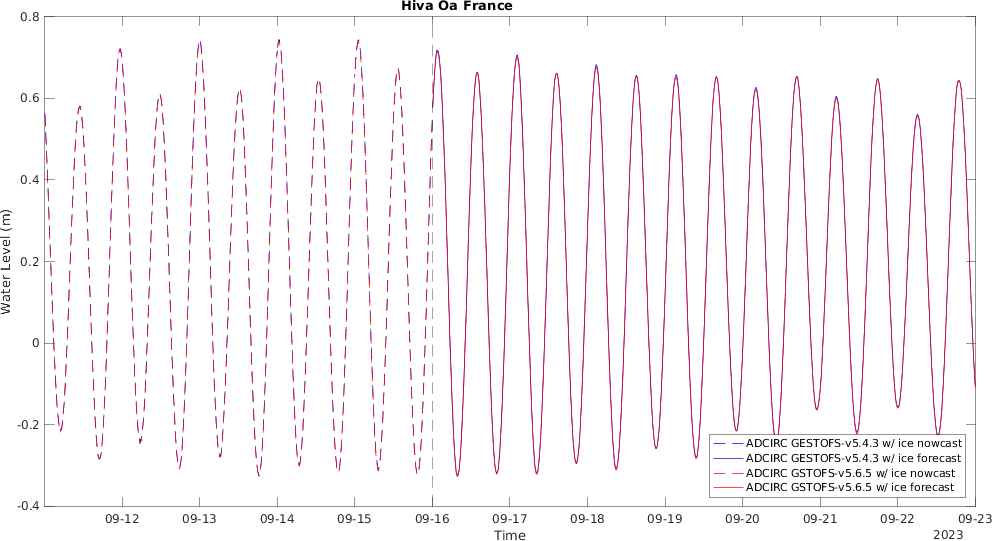 Hiva Oa France
0.8
0.6
0.4
0.2
0
-0.2
-0.4
Water Level (m)
ADCIRC GESTOFS-v5.4.3 w/ ice nowcast
ADCIRC GESTOFS-v5.4.3 w/ ice forecast
ADCIRC GSTOFS-v5.6.5 w/ ice nowcast
ADCIRC GSTOFS-v5.6.5 w/ ice forecast
09-12 09-13 09-14 09-15 09-16 09-17 09-18 09-19 09-20 09-21 09-22 09-23
Time
2023